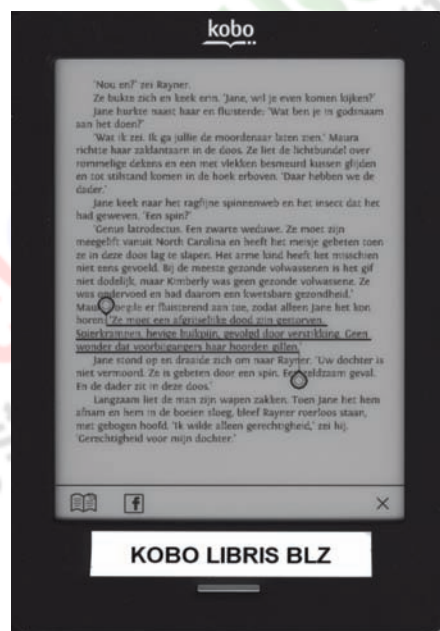 kobo
'Nou en?' zei Rayner.
Ze bukte zich en keek erin. 'Jane, wil je even komen kijken?'
Jane hurkte naast haar en fluisterde: 'Wat ben je in godsnaam
aan het doen?'
'Wat ik zei. Ik ga jullie de moordenaar laten zien.' Maura
richtte haar zaklantaarn in de doos. Ze liet de lichtbundel over
rommelige dekens en een met vlekken besmeurd kussen glijden
en tot stilstand komen in de hoek erboven. 'Daar hebben we de
dader.'
Jane keek naar het ragfijne spinnenweb en het insect dat het
had geweven. 'Een spin?'
'Genus latrodectus. Een zwarte weduwe. Ze moet zijn
meegelift vanuit North Carolina en heeft het meisje gebeten toen
ze in deze doos lag te slapen. Het arme kind heeft het misschien
niet eens gevoeld. Bij de meeste gezonde volwassenen is het gif
niet dodelijk, maar Kimberly was geen gezonde volwassene. Ze
was ondervoed en had daarom een kwetsbare gezondheid.'
er fluisterend aan toe, zodat alleen Jane het kon
horen: 'Ze moet een afgrijselijke dood zijn gestorven.
Spierkrampen, hevige buikpijn, gevolgd door verstikking. Geen
wonder dat voorbijgangers haar hoorden gillen.'
Jane stond op en draaide zich om naar Rayner. 'Uw dochter is
niet vermoord. Ze is gebeten door een spin. Een zeldzaam geval.
En de dader zit in deze doos.'
Langzaam liet de man zijn wapen zakken. Toen Jane het hem
afnam en hem in de boeien sloeg, bleef Rayner roerloos staan,
met gebogen hoofd. 'Ik wilde alleen gerechtigheid,' zei hij.
'Gerechtigheid voor mijn dochter.'
f
KOBO LIBRIS BLZ